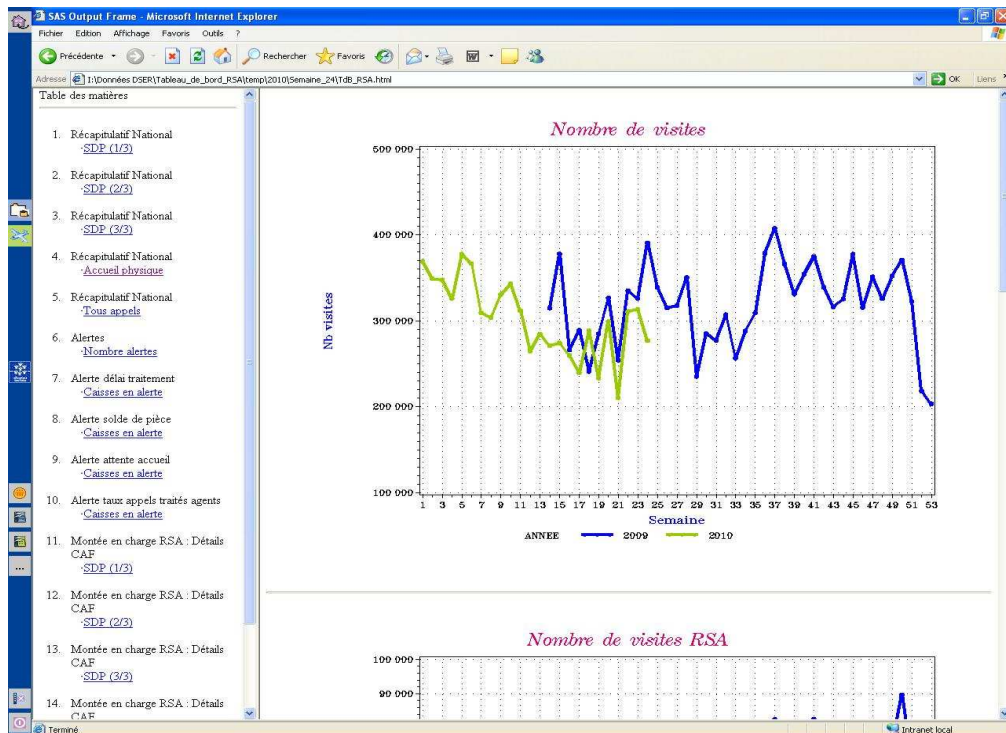 SAS Output Frame - Microsoft Internet Explorer
Fichier Edition Affichage Favoris Outils ?
Précédente Rechercher Favoris
Adresse I:\Données DSER\Tableau_de_bord_RSA\temp\2010\Semaine_24\TdB_RSA.html OK Liens »
Table des matières
1. Récapitulatif National
·SDP (1/3)
2. Récapitulatif National
·SDP (2/3)
3. Récapitulatif National
·SDP (3/3)
4. Récapitulatif National
·Accueil physique
5. Récapitulatif National
·Tous appels
6. Alertes
·Nombre alertes
7. Alerte délai traitement
·Caisses en alerte
8. Alerte solde de pièce
·Caisses en alerte
9. Alerte attente accueil
·Caisses en alerte
10. Alerte taux appels traités agents
·Caisses en alerte
11. Montée en charge RSA : Détails
CAF
·SDP (1/3)
12. Montée en charge RSA : Détails
CAF
·SDP (2/3)
13. Montée en charge RSA : Détails
CAF
·SDP (3/3)
14. Montée en charge RSA : Détails
CAF
Nombre de visites
500 000
400 000
300 000
200 000
100 000
Nb visites
1 3 5 7 9 11 13 15 17 19 21 23 25 27 29 31 33 35 37 39 41 43 45 47 49 51 53
Semaine
ANNEE 2009 2010
Nombre de visites RSA
100 000
90 000
Terminé
Intranet local